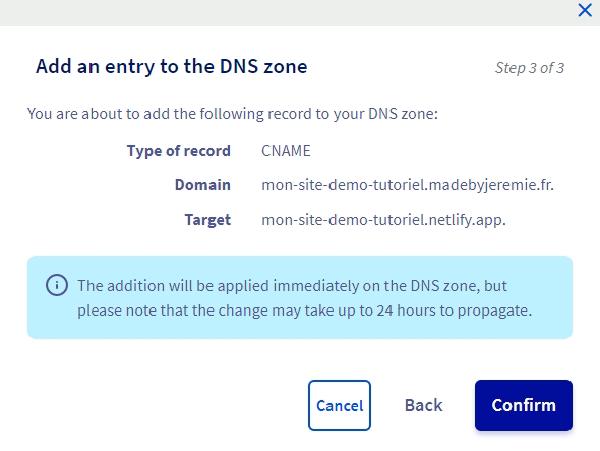 Add an entry to the DNS zone
Step 3 of 3
You are about to add the following record to your DNS zone:
Type of record CNAME
Domain mon-site-demo-tutoriel.madebyjeremie.fr.
Target mon-site-demo-tutoriel.netlify.app.
The addition will be applied immediately on the DNS zone, but
please note that the change may take up to 24 hours to propagate.
Cancel Back Confirm